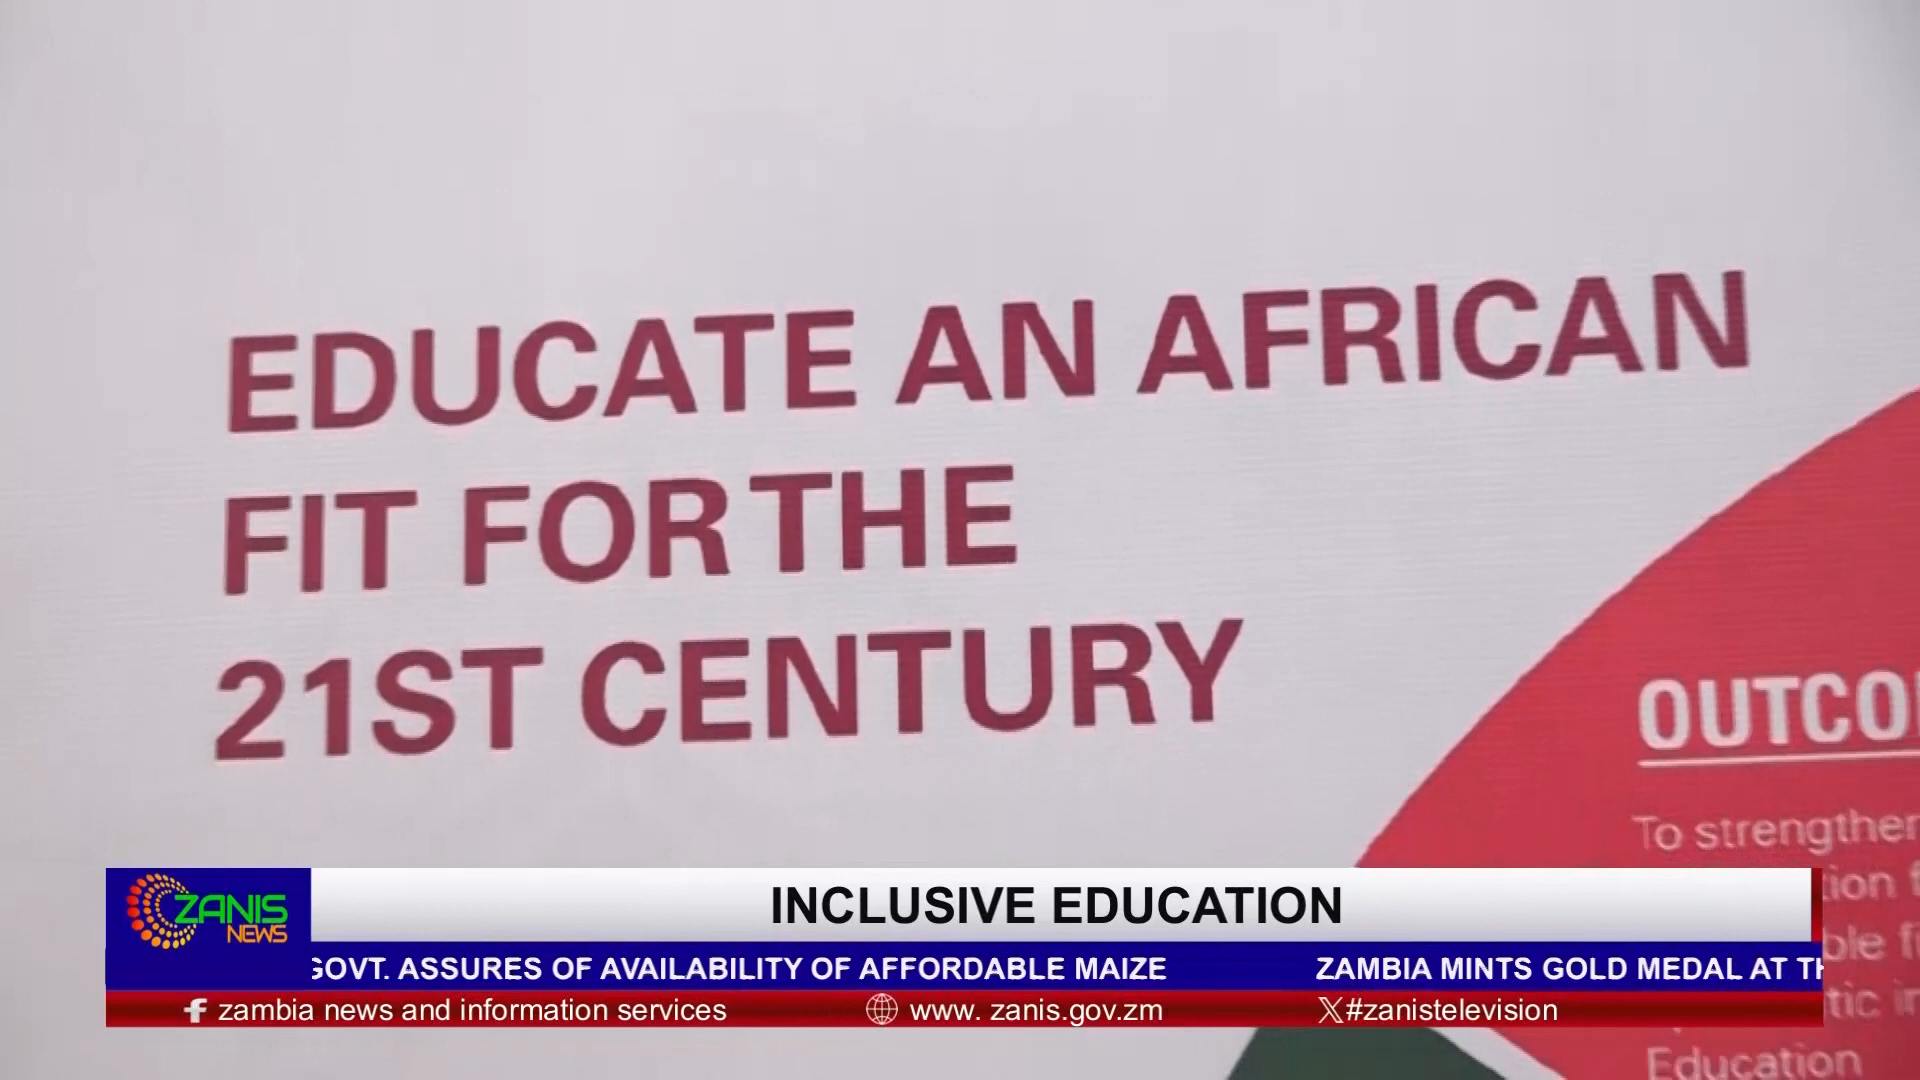 EDUCATE AN AFRICAN
FIT FOR THE
21ST CENTURY
To
Education
INCLUSIVE EDUCATION
ZANIS
NEWS
GOVT. ASSURES OF AVAILABILITY OF AFFORDABLE MAIZE ZAMBIA MINTS GOLD MEDAL AT
zambia news and information services www. zanis.gov.zm #zanistelevision